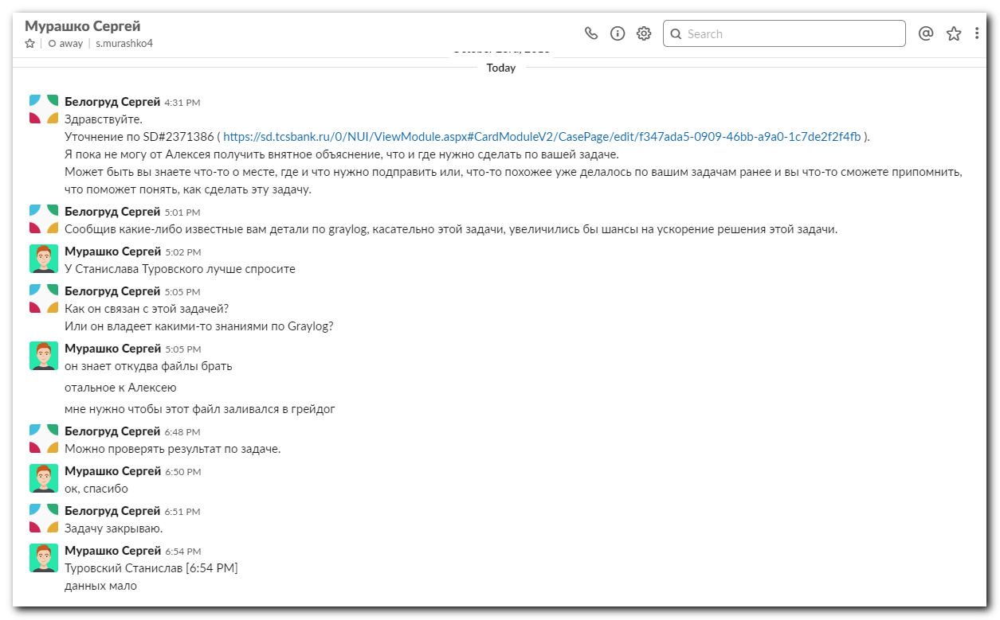 Мурашко Сергей
away
s.murashko4
Search
Today
Белогруд Сергей 4:31 PM
Здравствуйте.
Уточнение по SD#2371386 ( https://sd.tcsbank.ru/0/NUI/ViewModule.aspx#CardModuleV2/CasePage/edit/f347ada5-0909-46bb-a9a0-1c7de2f2f4fb ).
Я пока не могу от Алексея получить внятное объяснение, что и где нужно сделать по вашей задаче.
Может быть вы знаете что-то о месте, где и что нужно подправить или, что-то похожее уже делалось по вашим задачам ранее и вы что-то сможете припомнить,
что поможет понять, как сделать эту задачу.
Белогруд Сергей 5:01 PM
Сообщив какие-либо известные вам детали по graylog, касательно этой задачи, увеличились бы шансы на ускорение решения этой задачи.
Мурашко Сергей 5:02 PM
У Станислава Туровского лучше спросите
Белогруд Сергей 5:05 PM
Как он связан с этой задачей?
Или он владеет какими-то знаниями по Graylog?
Мурашко Сергей 5:05 PM
он знает откудва файлы брать
отальное к Алексею
мне нужно чтобы этот файл заливался в грейдог
Белогруд Сергей 6:48 PM
Можно проверять результат по задаче.
Мурашко Сергей 6:50 PM
ок, спасибо
Белогруд Сергей 6:51 PM
Задачу закрываю.
Мурашко Сергей 6:54 PM
Туровский Станислав [6:54 PM]
данных мало